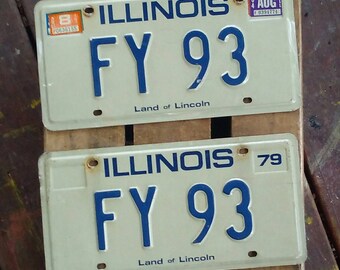 8 ILLINOIS AUG
FY 93
Land of Lincoln
ILLINOIS 79
FY 93
Land of Lincoln